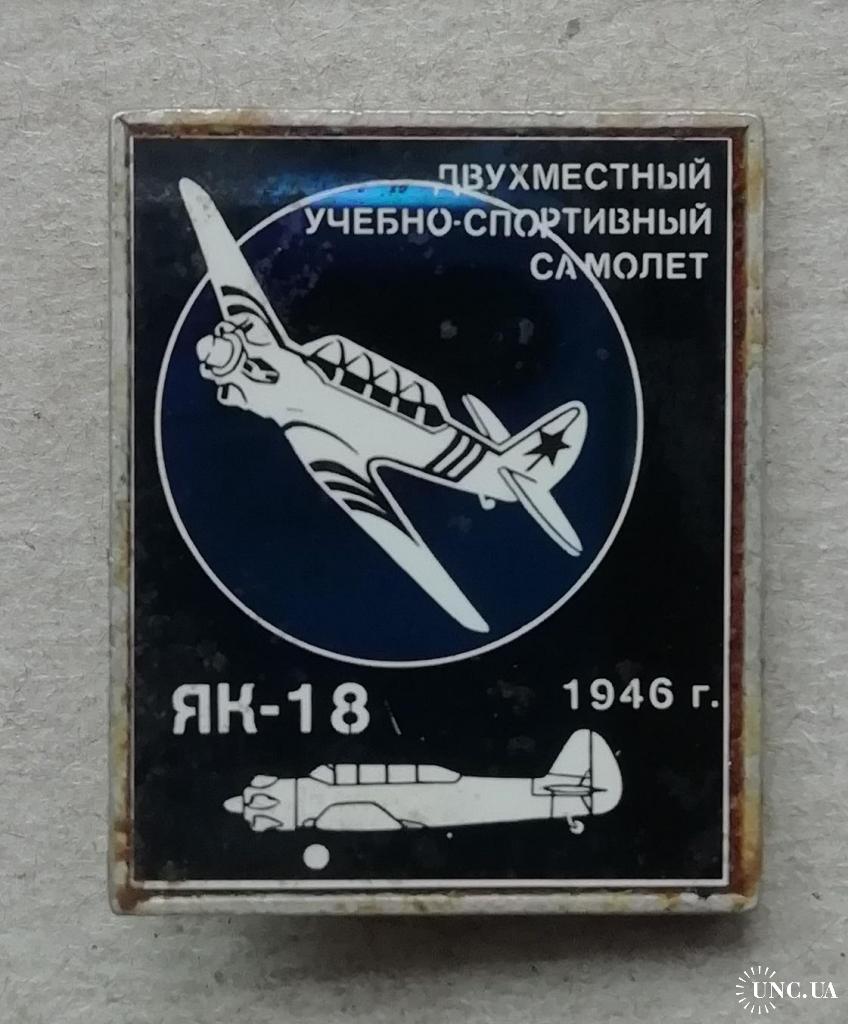 ДВУХМЕСТНЫЙ
УЧЕБНО-СПОРТИВНЫЙ
САМОЛЕТ
ЯК-18
1946 г.
UNC.UA